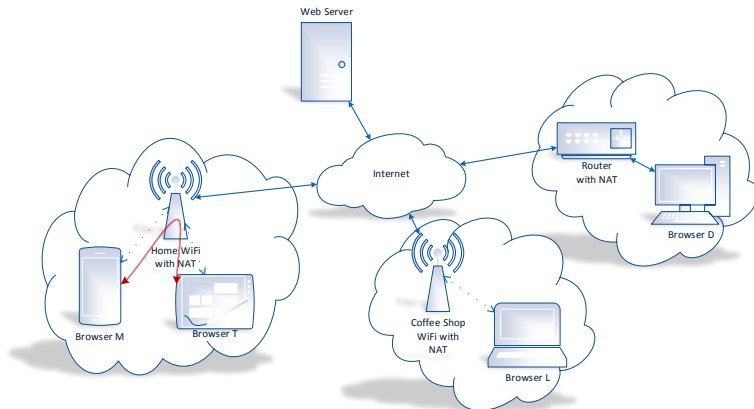 Web Server
Internet
Router
with NAT
Browser D
Home WiFi
with NAT
Browser M
Browser T
Coffee Shop
WiFi with
NAT
Browser L